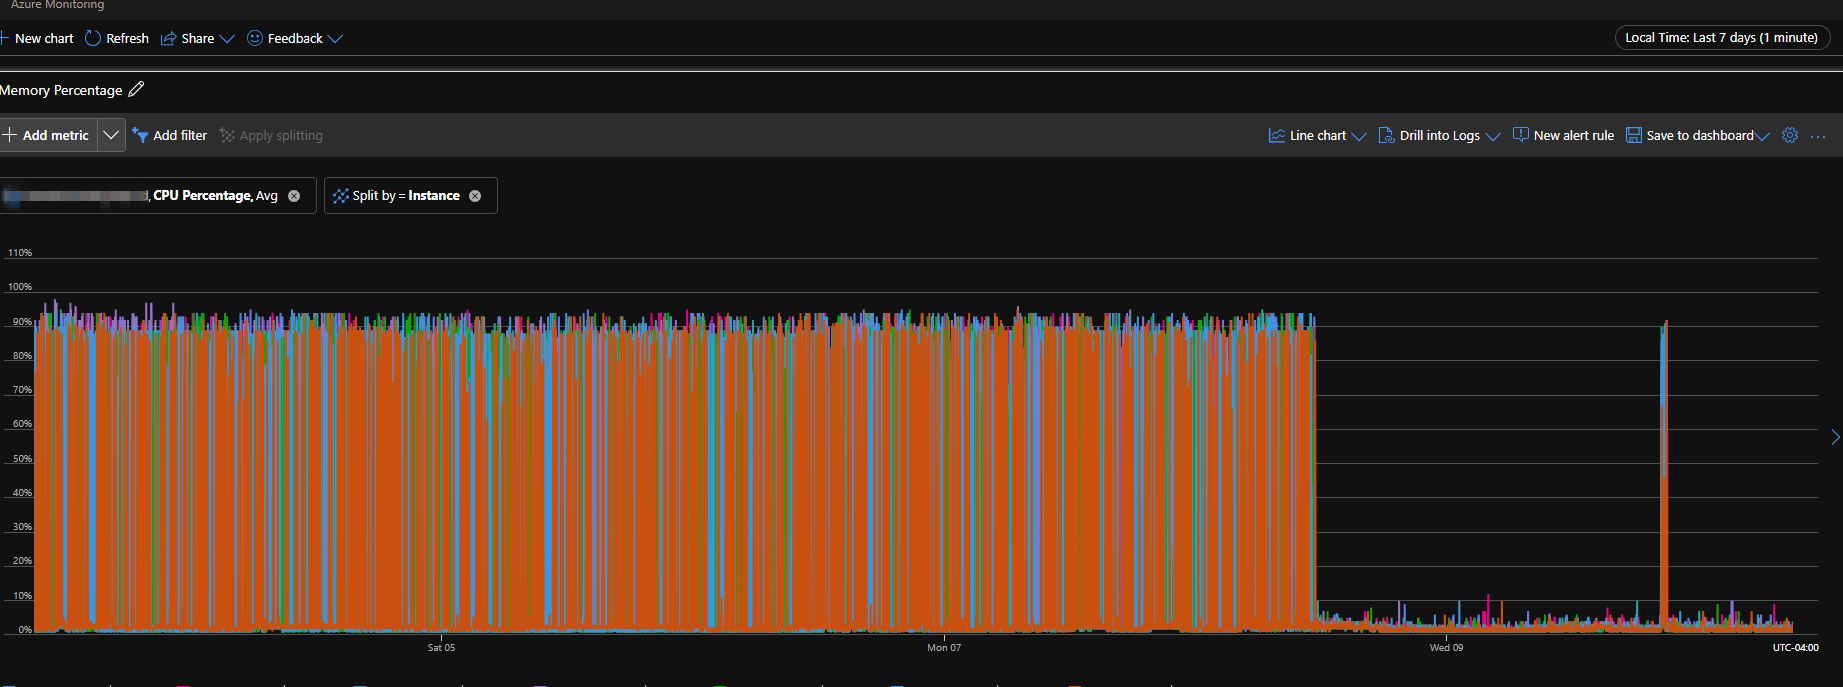 Azure Monitoring
New chart Refresh Share Feedback Local Time: Last 7 days (1 minute)
Memory Percentage
Add metric Add filter Apply splitting Line chart Drill into Logs New alert rule Save to dashboard ...
, CPU Percentage, Avg Split by = Instance
110%
100%
90%
80%
70%
60%
50%
40%
30%
20%
10%
0%
Sat 05 Mon 07 Wed 09 UTC-04:00